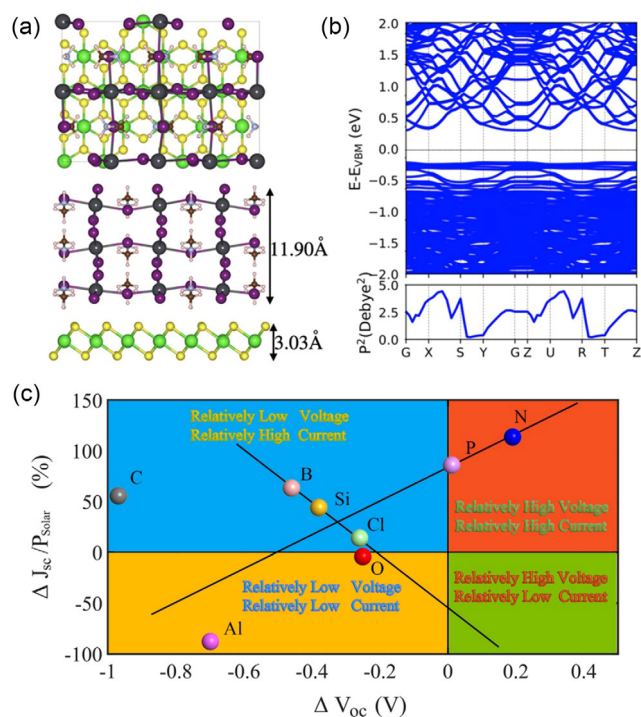 (a)
11.90Å
3.03Å
(b)
E-E_VBM (eV)
2.0
1.5
1.0
0.5
0.0
−0.5
−1.0
−1.5
2.0
P²(Debye²)
5.0
2.5
0.0
G X S Y G Z U R T Z
(c)
Δ J_sc/P_Solar (%)
150
100
50
0
-50
-100
Relatively Low Voltage
Relatively High Current
N
P
C
B
Si
Relatively High Voltage
Relatively High Current
Cl
O
Relatively Low Voltage
Relatively Low Current
Relatively High Voltage
Relatively Low Current
Al
-1 -0.8 -0.6 -0.4 -0.2 0 0.2 0.4
Δ V_oc (V)